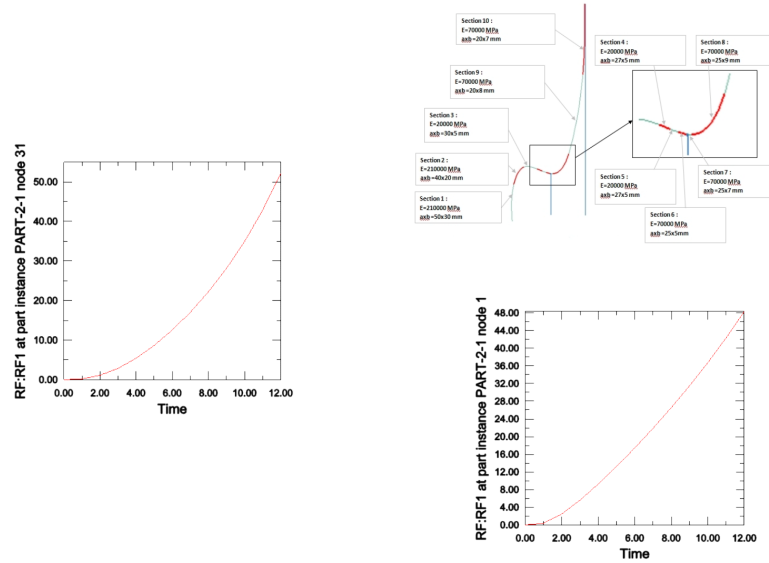 Section 10 :
E=70000 MPa
axb =20x7 mm
Section 4 :
E=20000 MPa
axb =27x5 mm
Section 8 :
E=70000 MPa
axb =25x9 mm
Section 9 :
E=70000 MPa
axb =20x8 mm
Section 3 :
E=20000 MPa
axb =30x5 mm
Section 2 :
E=210000 MPa
axb =40x20 mm
Section 1 :
E=210000 MPa
axb =50x30 mm
Section 5 :
E=20000 MPa
axb =27x5 mm
Section 7 :
E=70000 MPa
axb =25x7 mm
Section 6 :
E=70000 MPa
axb =25x5mm
RF:RF1 at part instance PART-2-1 node 31
50.00
40.00
30.00
20.00
10.00
0.00
0.00 2.00 4.00 6.00 8.00 10.00 12.00
Time
RF:RF1 at part instance PART-2-1 node 1
48.00
44.00
40.00
36.00
32.00
28.00
24.00
20.00
16.00
12.00
8.00
4.00
0.00
0.00 2.00 4.00 6.00 8.00 10.00 12.00
Time